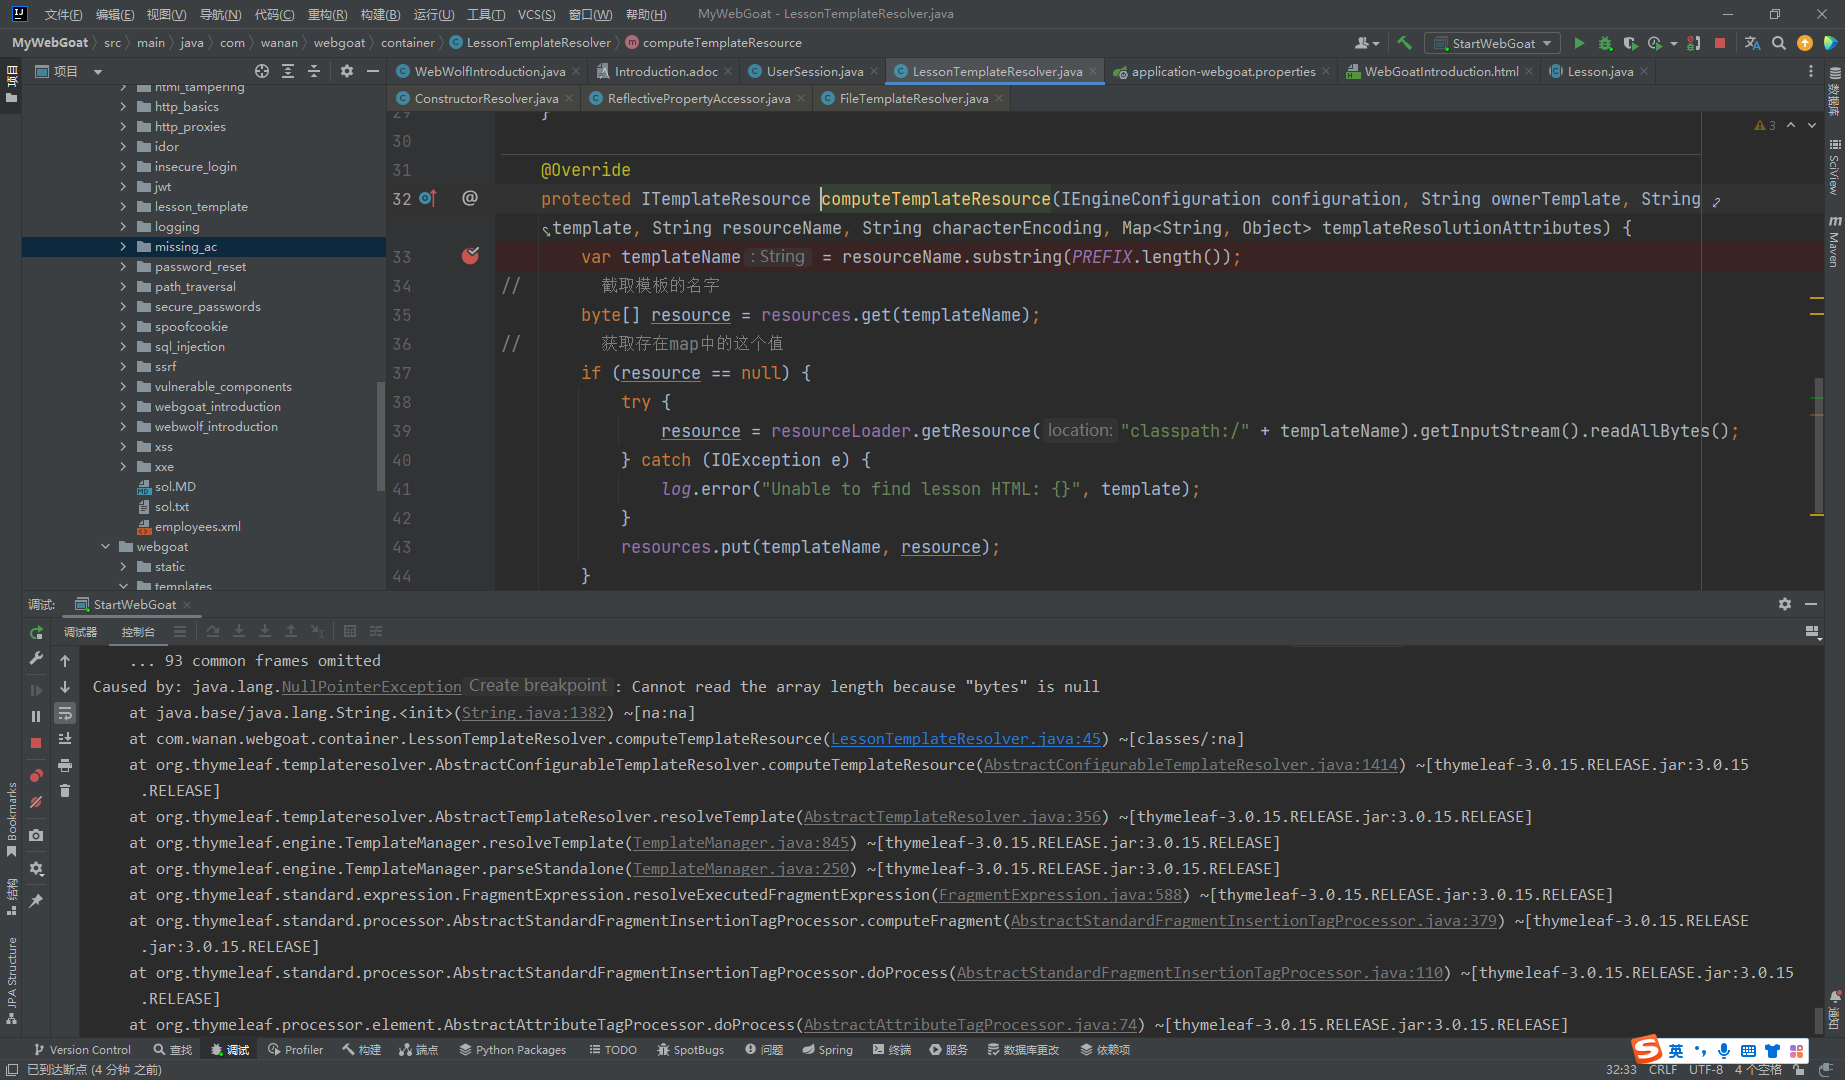 文件(F) 编辑(E) 视图(V) 导航(N) 代码(C) 重构(R) 构建(B) 运行(U) 工具(T) VCS(S) 窗口(W) 帮助(H) MyWebGoat - LessonTemplateResolver.java
MyWebGoat src main java com wanan webgoat container LessonTemplateResolver computeTemplateResource StartWebGoat
项目 WebWolfIntroduction.java Introduction.adoc UserSession.java LessonTemplateResolver.java application-webgoat.properties WebGoatIntroduction.html Lesson.java
ConstructorResolver.java ReflectivePropertyAccessor.java FileTemplateResolver.java
项目
html_tampering
http_basics
http_proxies
idor
insecure_login
jwt
lesson_template
logging
missing_ac
password_reset
path_traversal
secure_passwords
spoofcookie
sql_injection
ssrf
vulnerable_components
webgoat_introduction
webwolf_introduction
xss
xxe
sol.MD
sol.txt
employees.xml
webgoat
static
templates
29 }
30
31 @Override
32 @ protected ITemplateResource computeTemplateResource(IEngineConfiguration configuration, String ownerTemplate, String
template, String resourceName, String characterEncoding, Map<String, Object> templateResolutionAttributes) {
33 var templateName : String = resourceName.substring(PREFIX.length());
34 // 截取模板的名字
35 byte[] resource = resources.get(templateName);
36 // 获取存在map中的这个值
37 if (resource == null) {
38 try {
39 resource = resourceLoader.getResource( location: "classpath:/" + templateName).getInputStream().readAllBytes();
40 } catch (IOException e) {
41 log.error("Unable to find lesson HTML: {}", template);
42 }
43 resources.put(templateName, resource);
44 }
3
数据库
SciView
Maven
通知
调试: StartWebGoat
调试器 控制台
... 93 common frames omitted
Caused by: java.lang.NullPointerException Create breakpoint : Cannot read the array length because "bytes" is null
at java.base/java.lang.String.<init>(String.java:1382) ~[na:na]
at com.wanan.webgoat.container.LessonTemplateResolver.computeTemplateResource(LessonTemplateResolver.java:45) ~[classes/:na]
at org.thymeleaf.templateresolver.AbstractConfigurableTemplateResolver.computeTemplateResource(AbstractConfigurableTemplateResolver.java:1414) ~[thymeleaf-3.0.15.RELEASE.jar:3.0.15
.RELEASE]
at org.thymeleaf.templateresolver.AbstractTemplateResolver.resolveTemplate(AbstractTemplateResolver.java:356) ~[thymeleaf-3.0.15.RELEASE.jar:3.0.15.RELEASE]
at org.thymeleaf.engine.TemplateManager.resolveTemplate(TemplateManager.java:845) ~[thymeleaf-3.0.15.RELEASE.jar:3.0.15.RELEASE]
at org.thymeleaf.engine.TemplateManager.parseStandalone(TemplateManager.java:250) ~[thymeleaf-3.0.15.RELEASE.jar:3.0.15.RELEASE]
at org.thymeleaf.standard.expression.FragmentExpression.resolveExecutedFragmentExpression(FragmentExpression.java:588) ~[thymeleaf-3.0.15.RELEASE.jar:3.0.15.RELEASE]
at org.thymeleaf.standard.processor.AbstractStandardFragmentInsertionTagProcessor.computeFragment(AbstractStandardFragmentInsertionTagProcessor.java:379) ~[thymeleaf-3.0.15.RELEASE
.jar:3.0.15.RELEASE]
at org.thymeleaf.standard.processor.AbstractStandardFragmentInsertionTagProcessor.doProcess(AbstractStandardFragmentInsertionTagProcessor.java:110) ~[thymeleaf-3.0.15.RELEASE.jar:3.0.15
.RELEASE]
at org.thymeleaf.processor.element.AbstractAttributeTagProcessor.doProcess(AbstractAttributeTagProcessor.java:74) ~[thymeleaf-3.0.15.RELEASE.jar:3.0.15.RELEASE]
Bookmarks
结构
JPA Structure
Version Control 查找 调试 Profiler 构建 端点 Python Packages TODO SpotBugs 问题 Spring 终端 服务 数据库更改 依赖项
英
已到达断点 (4 分钟 之前) 32:33 CRLF UTF-8 4 个空格